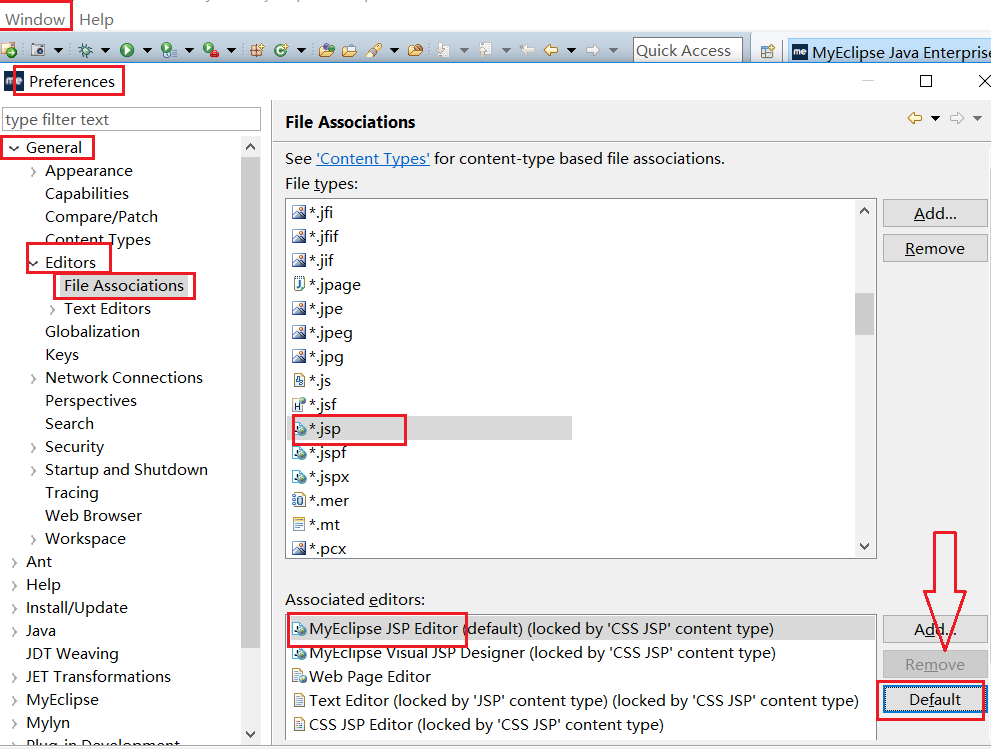 Window Help
Quick Access
MyEclipse Java Enterprise
Preferences
type filter text
General
Appearance
Capabilities
Compare/Patch
Content Types
Editors
File Associations
Text Editors
Globalization
Keys
Network Connections
Perspectives
Search
Security
Startup and Shutdown
Tracing
Web Browser
Workspace
Ant
Help
Install/Update
Java
JDT Weaving
JET Transformations
MyEclipse
Mylyn
Plug-in Development
File Associations
See 'Content Types' for content-type based file associations.
File types:
*.jfi
*.jfif
*.jif
*.jpage
*.jpe
*.jpeg
*.jpg
*.js
*.jsf
*.jsp
*.jspf
*.jspx
*.mer
*.mt
*.pcx
Add...
Remove
Associated editors:
MyEclipse JSP Editor (default) (locked by 'CSS JSP' content type)
MyEclipse Visual JSP Designer (locked by 'CSS JSP' content type)
Web Page Editor
Text Editor (locked by 'JSP' content type) (locked by 'CSS JSP' content type)
CSS JSP Editor (locked by 'CSS JSP' content type)
Add...
Remove
Default